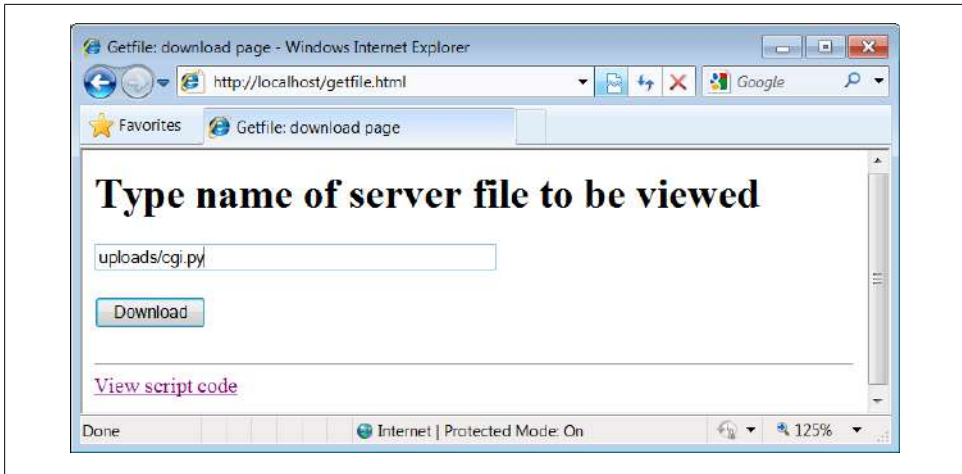 Getfile: download page - Windows Internet Explorer
http://localhost/getfile.html
Google
Favorites
Getfile: download page
Type name of server file to be viewed
uploads/cgi.py
Download
View script code
Done
Internet | Protected Mode: On
125%